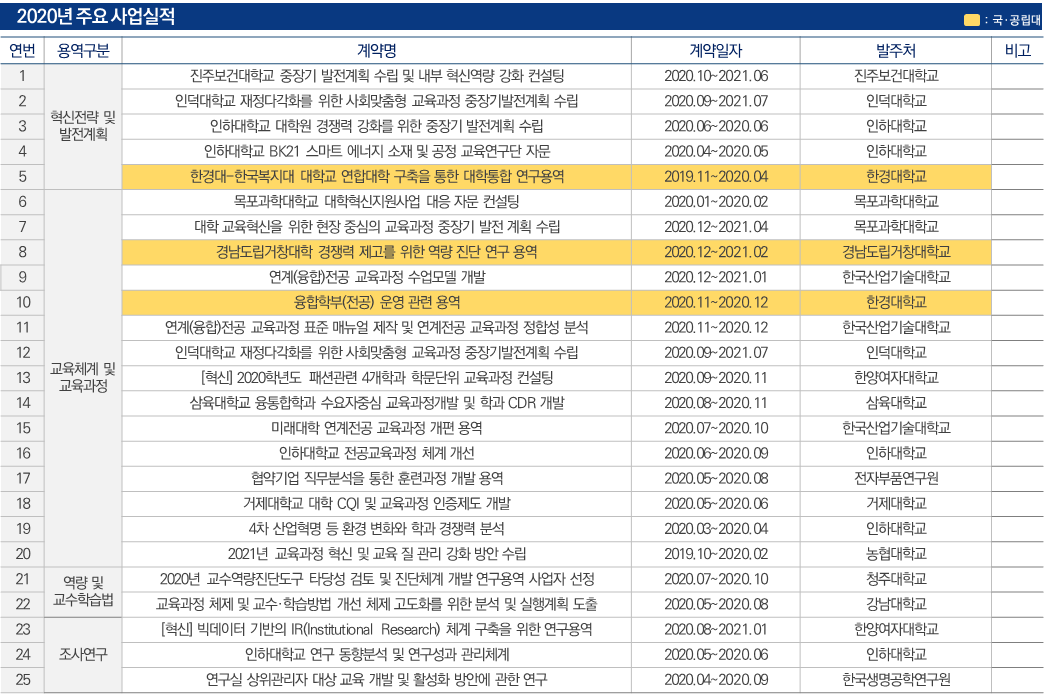 2020년 주요 사업실적
: 국·공립대
연번 용역구분 계약명 계약일자 발주처 비고
1 진주보건대학교 중장기 발전계획 수립 및 내부 혁신역량 강화 컨설팅 2020.10~2021.06 진주보건대학교
2 인덕대학교 재정다각화를 위한 사회맞춤형 교육과정 중장기발전계획 수립 2020.09~2021.07 인덕대학교
혁신전략 및
발전계획
3 인하대학교 대학원 경쟁력 강화를 위한 중장기 발전계획 수립 2020.06~2020.06 인하대학교
4 인하대학교 BK21 스마트 에너지 소재 및 공정 교육연구단 자문 2020.04~2020.05 인하대학교
5 한경대-한국복지대 대학교 연합대학 구축을 통한 대학통합 연구용역 2019.11~2020.04 한경대학교
6 목포과학대학교 대학혁신지원사업 대응 자문 컨설팅 2020.01~2020.02 목포과학대학교
7 대학 교육혁신을 위한 현장 중심의 교육과정 중장기 발전 계획 수립 2020.12~2021.04 목포과학대학교
8 경남도립거창대학 경쟁력 제고를 위한 역량 진단 연구 용역 2020.12~2021.02 경남도립거창대학교
9 연계(융합)전공 교육과정 수업모델 개발 2020.12~2021.01 한국산업기술대학교
10 융합학부(전공) 운영 관련 용역 2020.11~2020.12 한경대학교
11 연계(융합)전공 교육과정 표준 매뉴얼 제작 및 연계전공 교육과정 정합성 분석 2020.11~2020.12 한국산업기술대학교
12 인덕대학교 재정다각화를 위한 사회맞춤형 교육과정 중장기발전계획 수립 2020.09~2021.07 인덕대학교
교육체계 및
교육과정
13 [혁신] 2020학년도 패션관련 4개학과 학문단위 교육과정 컨설팅 2020.09~2020.11 한양여자대학교
14 삼육대학교 융통합학과 수요자중심 교육과정개발 및 학과 CDR 개발 2020.08~2020.11 삼육대학교
15 미래대학 연계전공 교육과정 개편 용역 2020.07~2020.10 한국산업기술대학교
16 인하대학교 전공교육과정 체계 개선 2020.06~2020.09 인하대학교
17 협약기업 직무분석을 통한 훈련과정 개발 용역 2020.05~2020.08 전자부품연구원
18 거제대학교 대학 CQI 및 교육과정 인증제도 개발 2020.05~2020.06 거제대학교
19 4차 산업혁명 등 환경 변화와 학과 경쟁력 분석 2020.03~2020.04 인하대학교
20 2021년 교육과정 혁신 및 교육 질 관리 강화 방안 수립 2019.10~2020.02 농협대학교
21 2020년 교수역량진단도구 타당성 검토 및 진단체계 개발 연구용역 사업자 선정 2020.07~2020.10 청주대학교
역량 및
교수학습법
22 교육과정 체제 및 교수·학습방법 개선 체제 고도화를 위한 분석 및 실행계획 도출 2020.05~2020.08 강남대학교
23 [혁신] 빅데이터 기반의 IR(Institutional Research) 체계 구축을 위한 연구용역 2020.08~2021.01 한양여자대학교
24 조사연구 인하대학교 연구 동향분석 및 연구성과 관리체계 2020.05~2020.06 인하대학교
25 연구실 상위관리자 대상 교육 개발 및 활성화 방안에 관한 연구 2020.04~2020.09 한국생명공학연구원